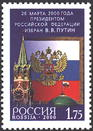 26 МАРТА 2000 ГОДА
ПРЕЗИДЕНТОМ
РОССИЙСКОЙ ФЕДЕРАЦИИ
ИЗБРАН В.В.ПУТИН
РОССИЯ
ROSSIJA · 2000
1.75